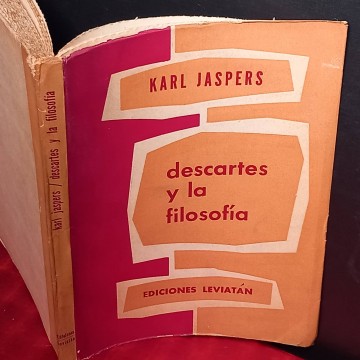 KARL JASPERS
descartes
y la
filosofía
EDICIONES LEVIATÁN
karl jaspers / descartes y la filosofía